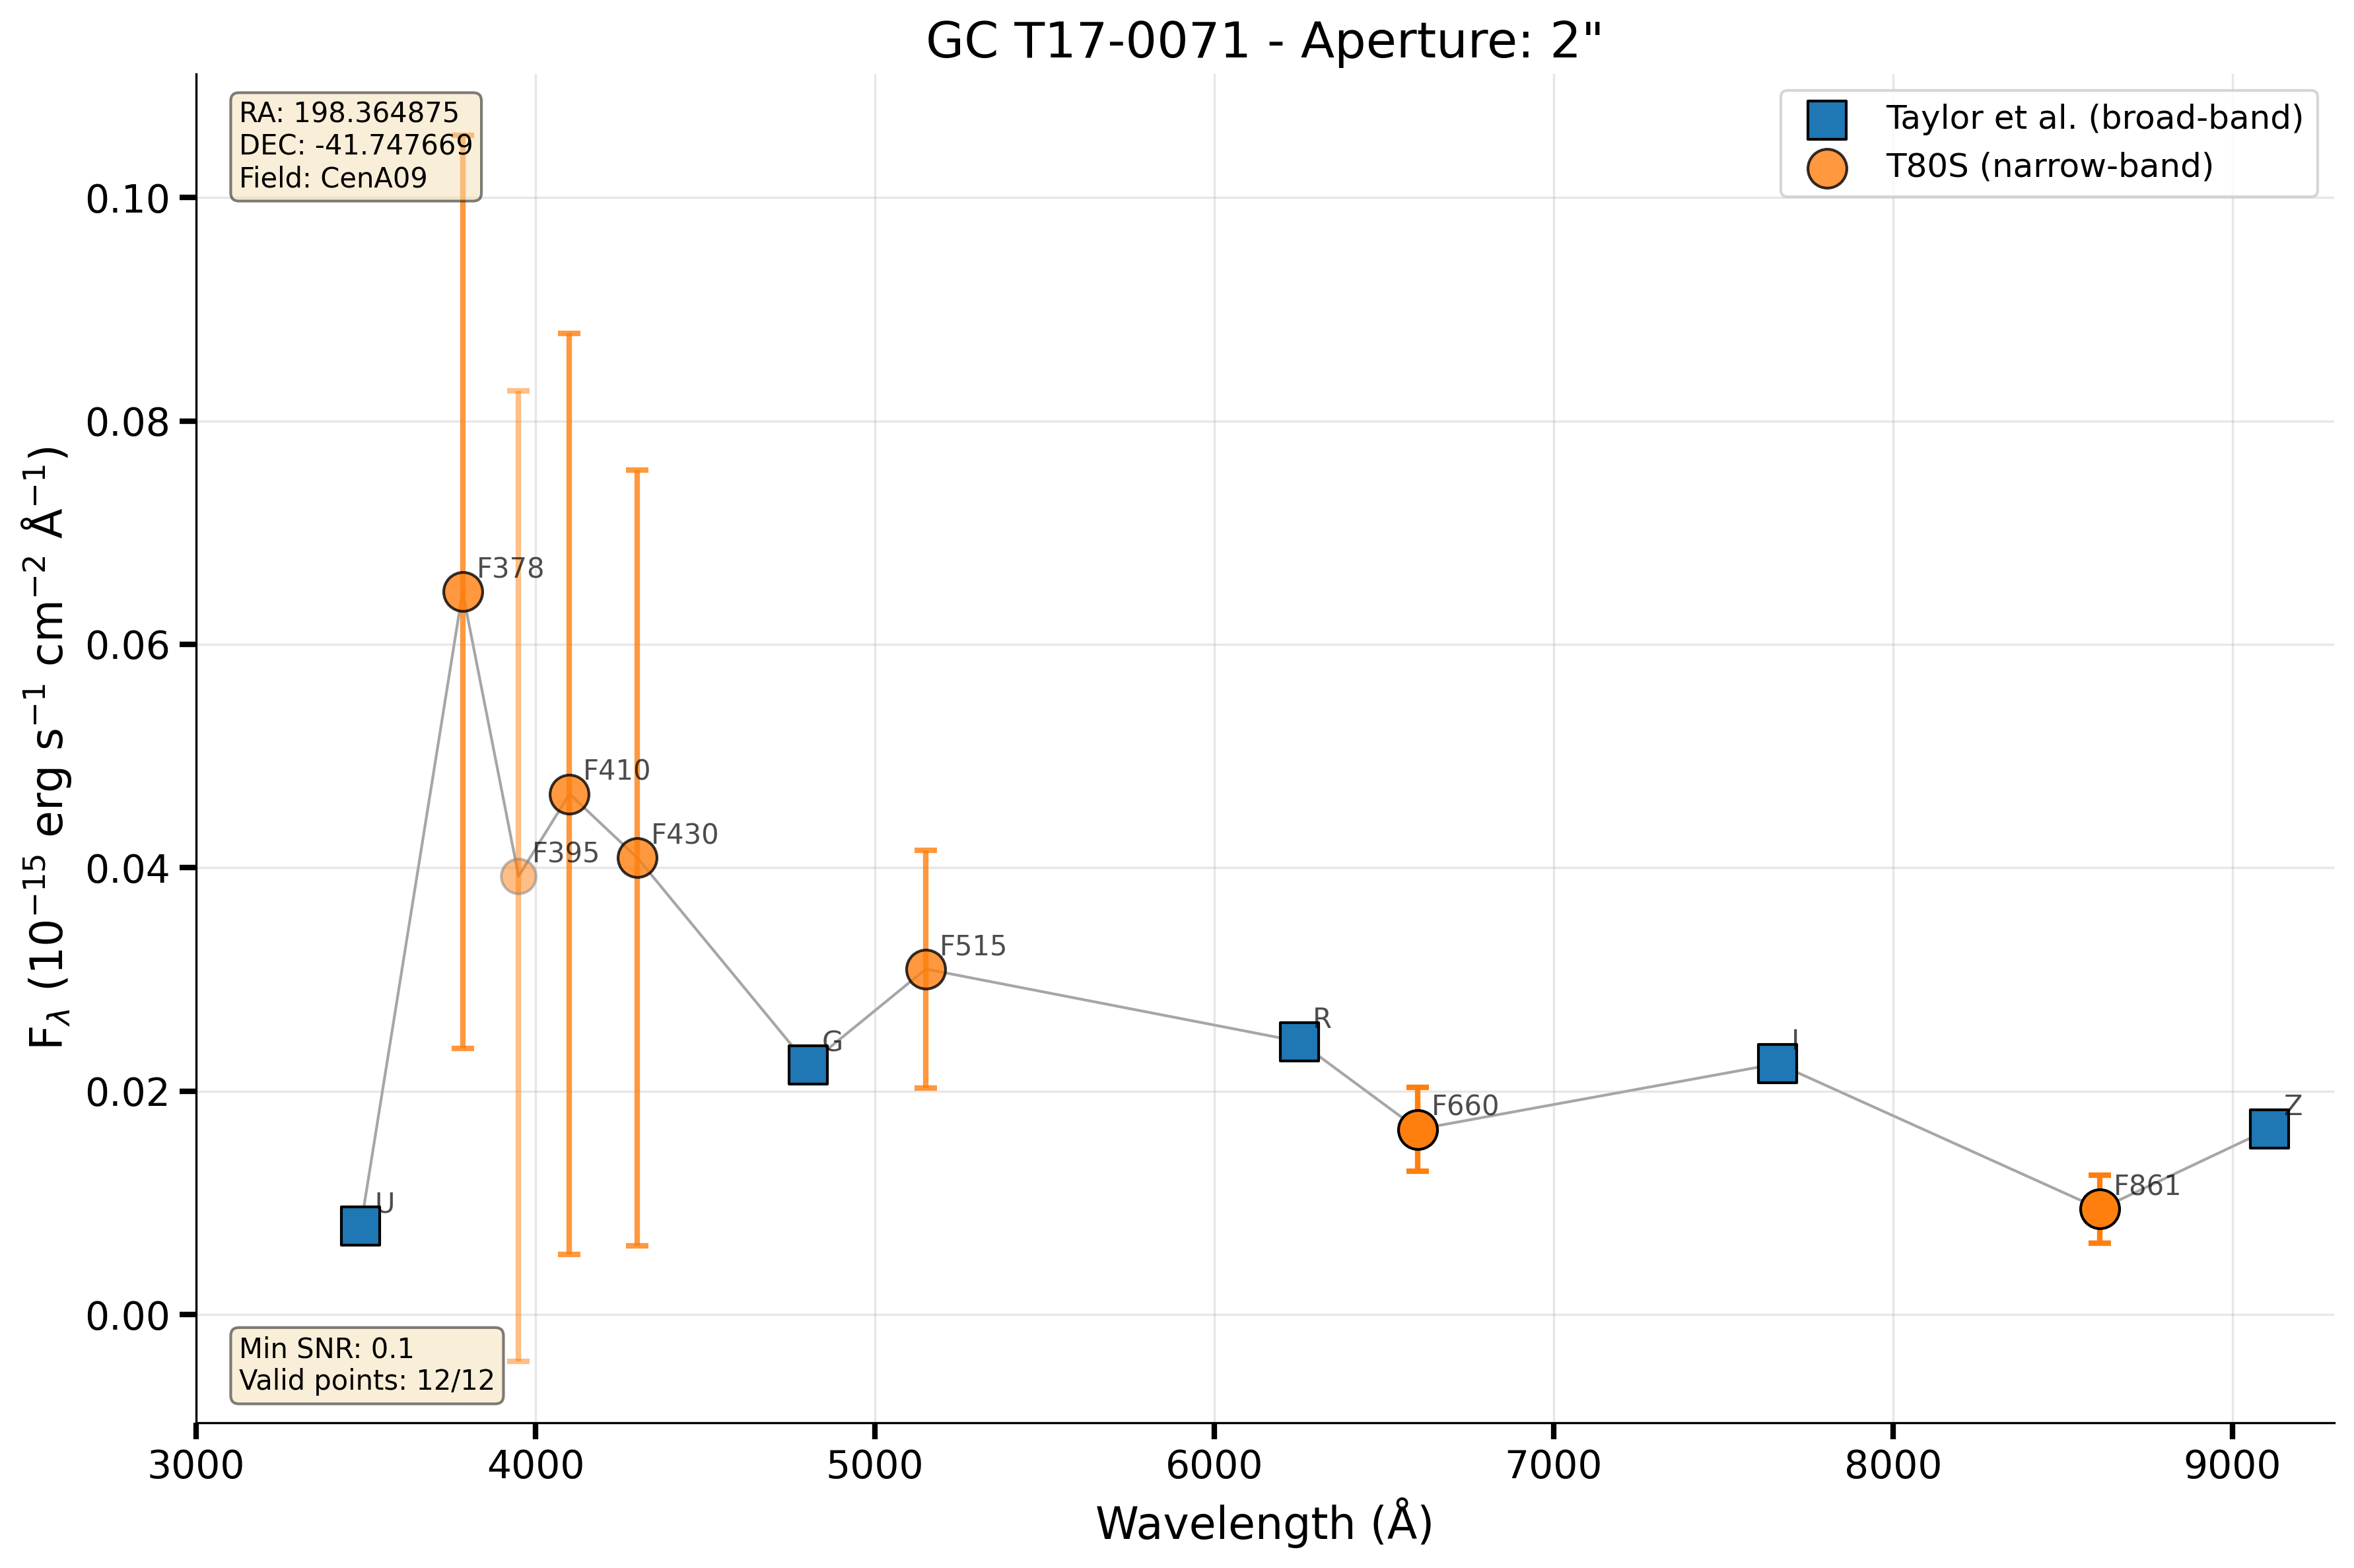 GC T17-0071 - Aperture: 2"
RA: 198.364875
DEC: -41.747669
Field: CenA09
Taylor et al. (broad-band)
T80S (narrow-band)
F_λ (10⁻¹⁵ erg s⁻¹ cm⁻² Å⁻¹)
0.10
0.08
0.06
0.04
0.02
0.00
F378
F410
F430
F395
F515
G
R
I
F660
Z
F861
U
Min SNR: 0.1
Valid points: 12/12
3000 4000 5000 6000 7000 8000 9000
Wavelength (Å)